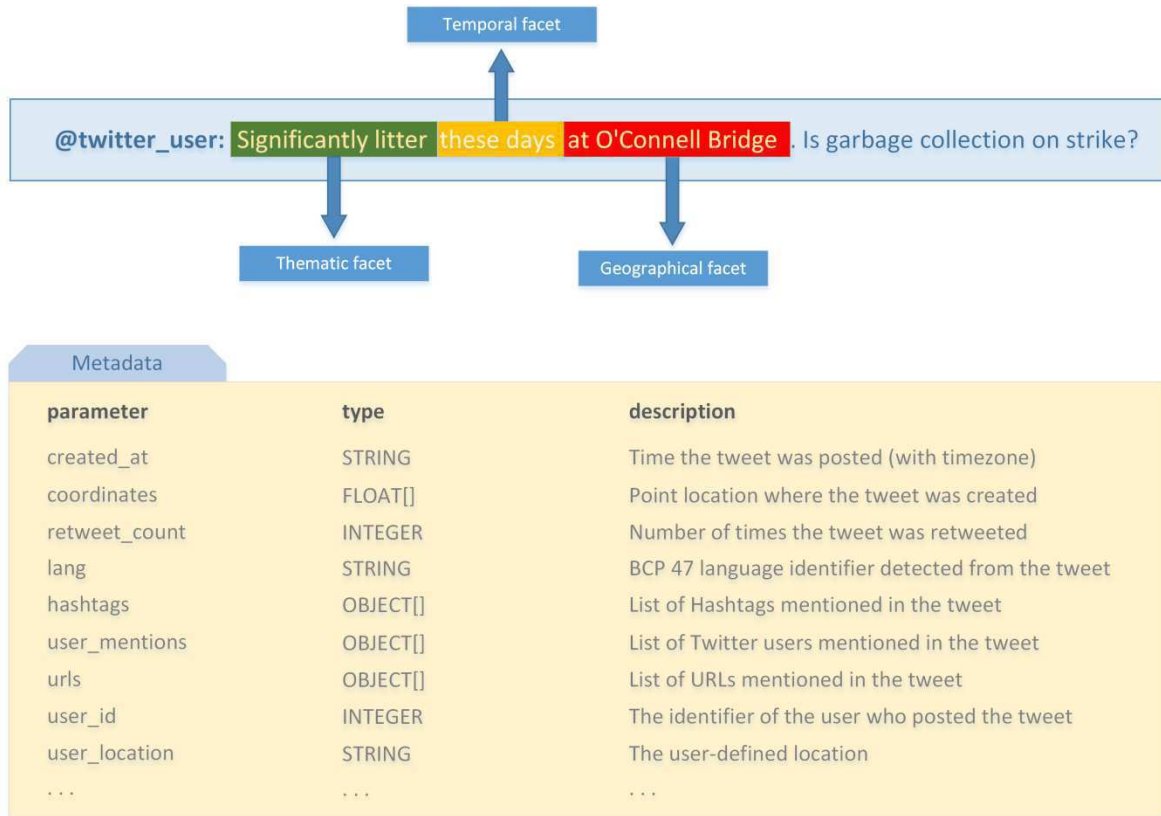 Temporal facet
@twitter_user: Significantly litter these days at O'Connell Bridge . Is garbage collection on strike?
Thematic facet
Geographical facet
Metadata
parameter type description
created_at STRING Time the tweet was posted (with timezone)
coordinates FLOAT[] Point location where the tweet was created
retweet_count INTEGER Number of times the tweet was retweeted
lang STRING BCP 47 language identifier detected from the tweet
hashtags OBJECT[] List of Hashtags mentioned in the tweet
user_mentions OBJECT[] List of Twitter users mentioned in the tweet
urls OBJECT[] List of URLs mentioned in the tweet
user_id INTEGER The identifier of the user who posted the tweet
user_location STRING The user-defined location
. . . . . . . . .